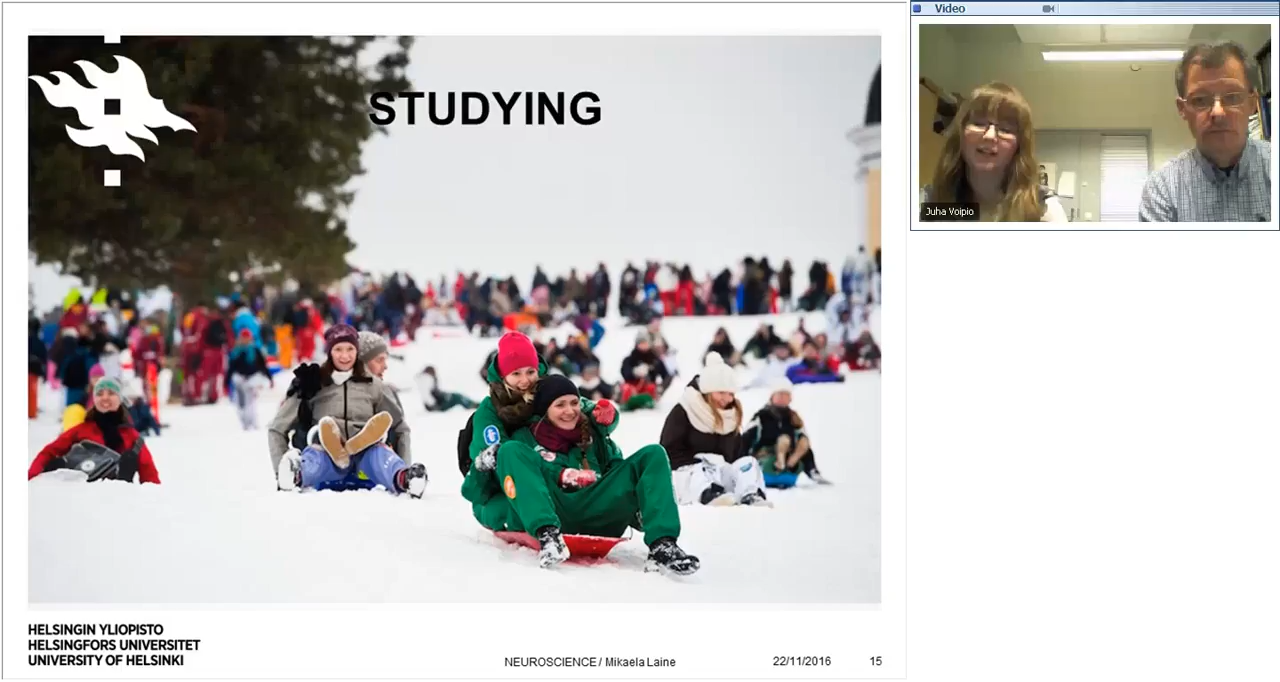 STUDYING
HELSINGIN YLIOPISTO
HELSINGFORS UNIVERSITET
UNIVERSITY OF HELSINKI
NEUROSCIENCE / Mikaela Laine
22/11/2016
15
Video
Juha Voipio